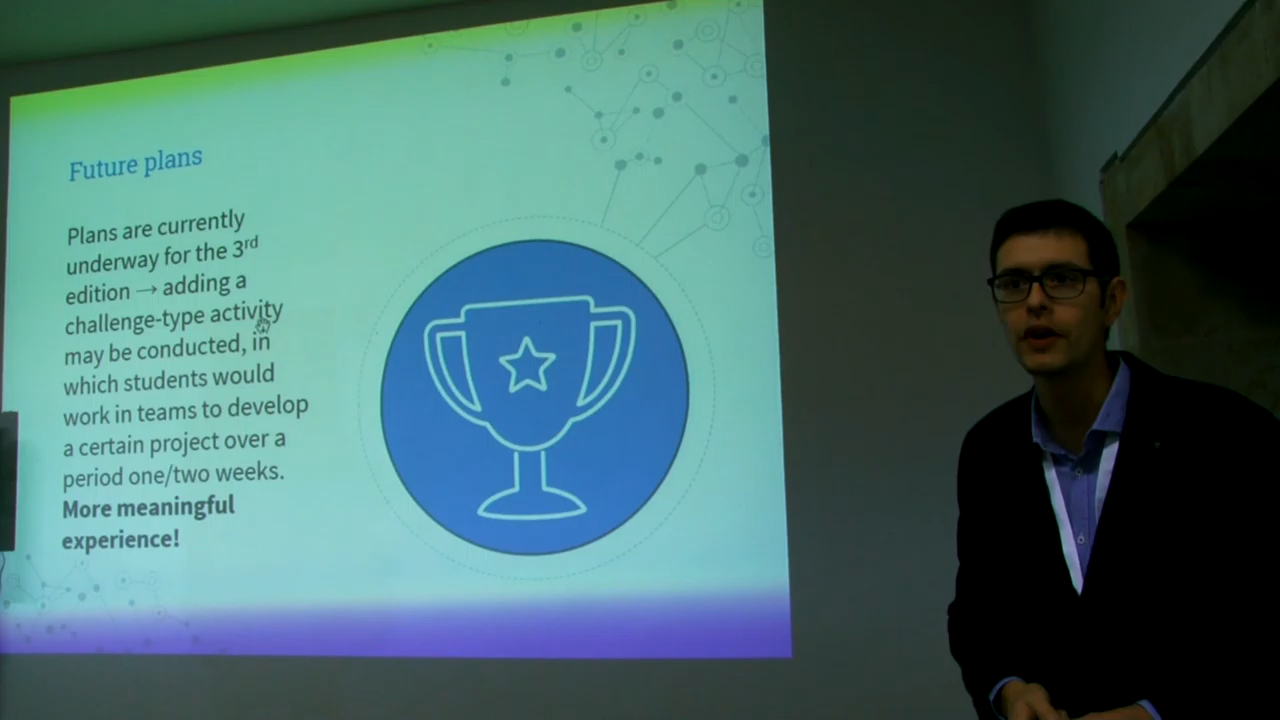 Future plans
Plans are currently
underway for the 3rd
edition → adding a
challenge-type activity
may be conducted, in
which students would
work in teams to develop
a certain project over a
period one/two weeks.
More meaningful
experience!